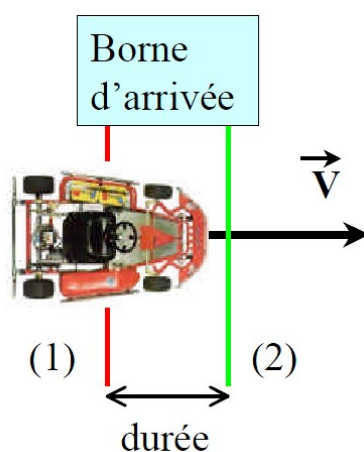 Borne
d’arrivée
V
(1)
(2)
durée